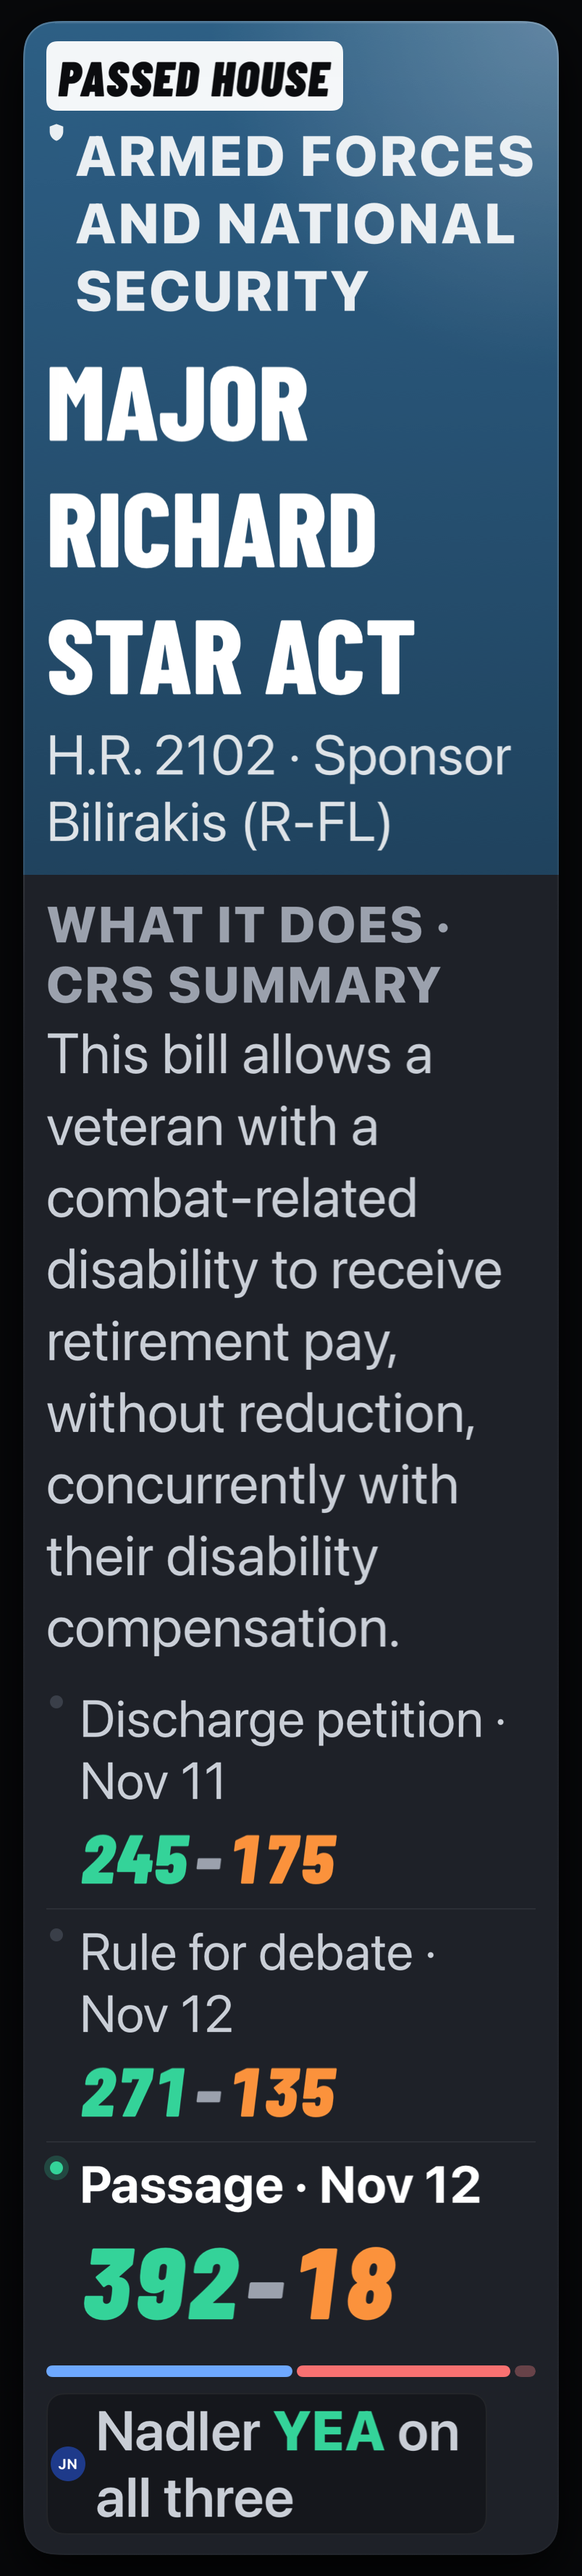 PASSED HOUSE
ARMED FORCES
AND NATIONAL
SECURITY
MAJOR
RICHARD
STAR ACT
H.R. 2102 · Sponsor
Bilirakis (R-FL)
WHAT IT DOES ·
CRS SUMMARY
This bill allows a
veteran with a
combat-related
disability to receive
retirement pay,
without reduction,
concurrently with
their disability
compensation.
Discharge petition ·
Nov 11
245-175
Rule for debate ·
Nov 12
271-135
Passage · Nov 12
392-18
JN
Nadler YEA on
all three